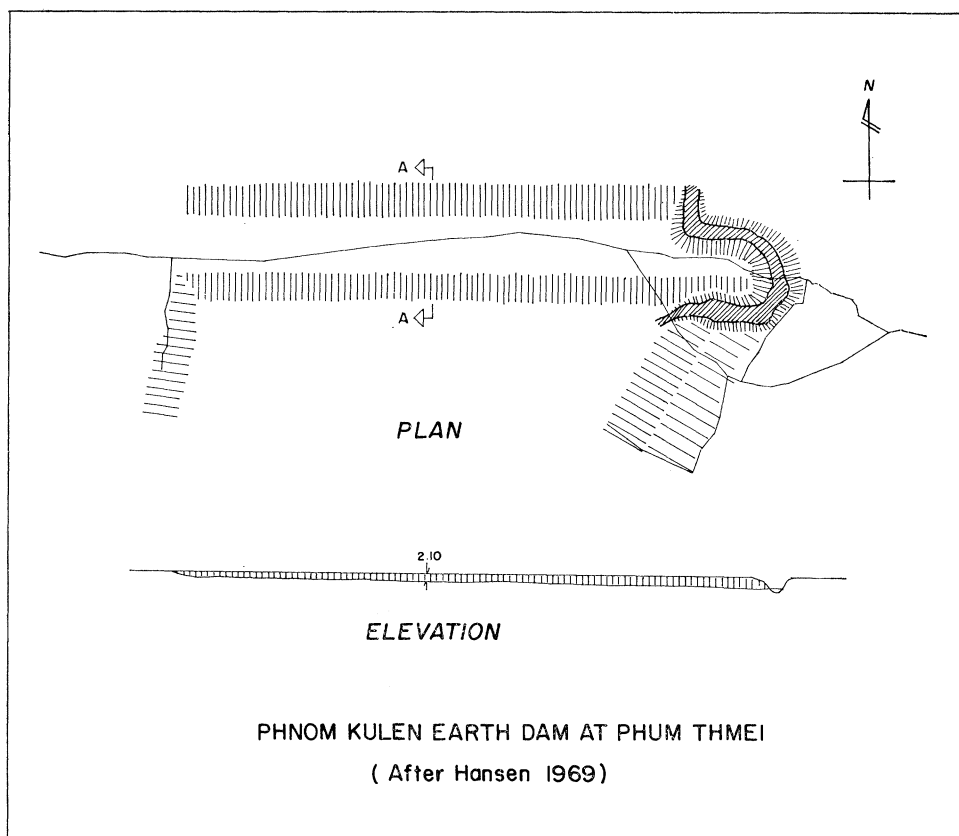 N
A
A
PLAN
2.10
ELEVATION
PHNOM KULEN EARTH DAM AT PHUM THMEI
( After Hansen 1969)